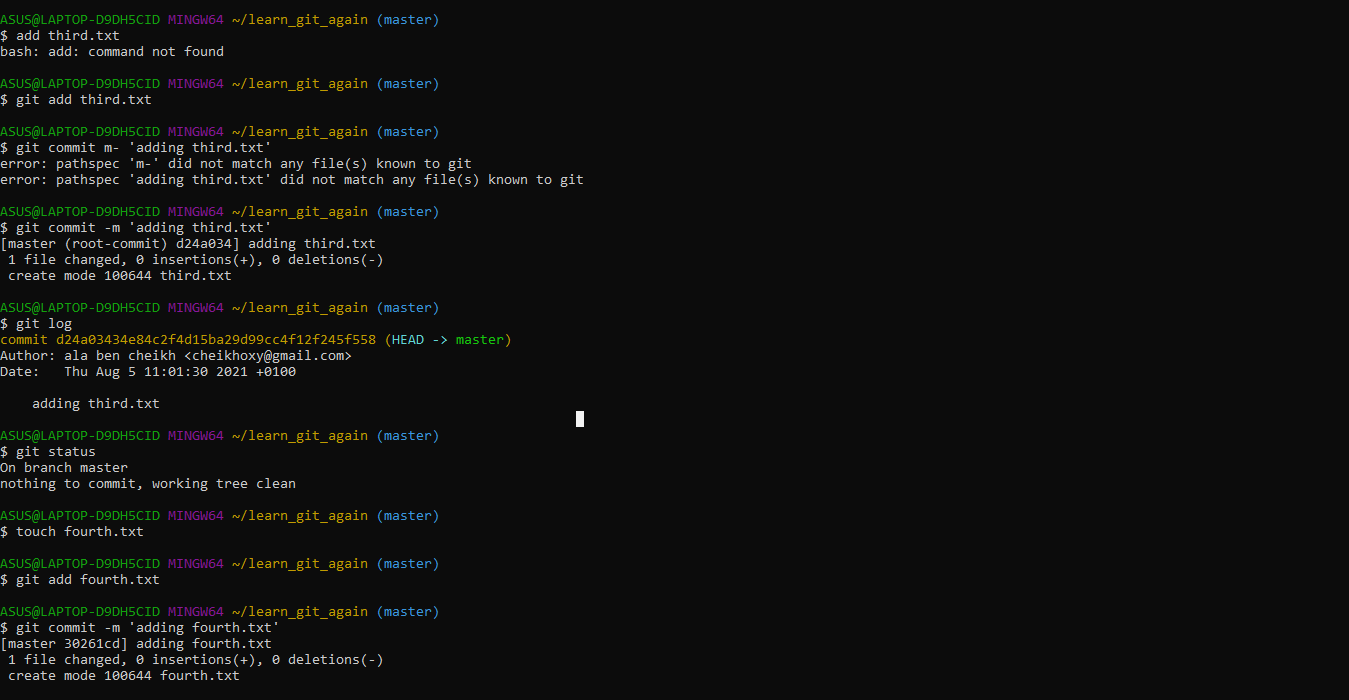 ASUS@LAPTOP-D9DH5CID MINGW64 ~/learn_git_again (master)
$ add third.txt
bash: add: command not found
ASUS@LAPTOP-D9DH5CID MINGW64 ~/learn_git_again (master)
$ git add third.txt
ASUS@LAPTOP-D9DH5CID MINGW64 ~/learn_git_again (master)
$ git commit m- 'adding third.txt'
error: pathspec 'm-' did not match any file(s) known to git
error: pathspec 'adding third.txt' did not match any file(s) known to git
ASUS@LAPTOP-D9DH5CID MINGW64 ~/learn_git_again (master)
$ git commit -m 'adding third.txt'
[master (root-commit) d24a034] adding third.txt
 1 file changed, 0 insertions(+), 0 deletions(-)
 create mode 100644 third.txt
ASUS@LAPTOP-D9DH5CID MINGW64 ~/learn_git_again (master)
$ git log
commit d24a03434e84c2f4d15ba29d99cc4f12f245f558 (HEAD -> master)
Author: ala ben cheikh <cheikhoxy@gmail.com>
Date:   Thu Aug 5 11:01:30 2021 +0100
    adding third.txt
ASUS@LAPTOP-D9DH5CID MINGW64 ~/learn_git_again (master)
$ git status
On branch master
nothing to commit, working tree clean
ASUS@LAPTOP-D9DH5CID MINGW64 ~/learn_git_again (master)
$ touch fourth.txt
ASUS@LAPTOP-D9DH5CID MINGW64 ~/learn_git_again (master)
$ git add fourth.txt
ASUS@LAPTOP-D9DH5CID MINGW64 ~/learn_git_again (master)
$ git commit -m 'adding fourth.txt'
[master 30261cd] adding fourth.txt
 1 file changed, 0 insertions(+), 0 deletions(-)
 create mode 100644 fourth.txt